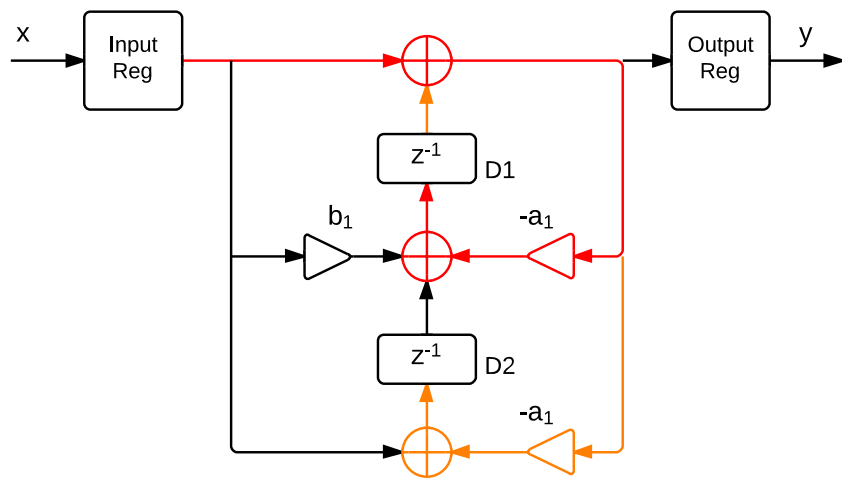 x
Input
Reg
Output
Reg
y
z-1
D1
b1
-a1
z-1
D2
-a1